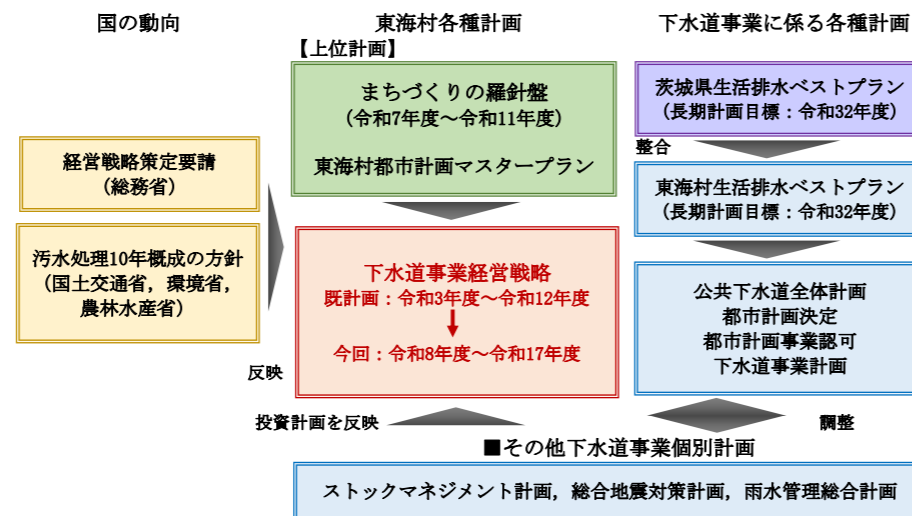 国の動向
東海村各種計画
下水道事業に係る各種計画
【上位計画】
まちづくりの羅針盤
（令和7年度～令和11年度）
東海村都市計画マスタープラン
茨城県生活排水ベストプラン
（長期計画目標：令和32年度）
整合
経営戦略策定要請
（総務省）
東海村生活排水ベストプラン
（長期計画目標：令和32年度）
汚水処理10年概成の方針
（国土交通省，環境省，
農林水産省）
下水道事業経営戦略
既計画：令和3年度～令和12年度
今回：令和8年度～令和17年度
公共下水道全体計画
都市計画決定
都市計画事業認可
下水道事業計画
反映
投資計画を反映
調整
■その他下水道事業個別計画
ストックマネジメント計画，総合地震対策計画，雨水管理総合計画